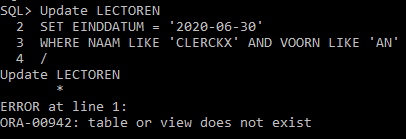 SQL> Update LECTOREN
2 SET EINDDATUM = '2020-06-30'
3 WHERE NAAM LIKE 'CLERCKX' AND VOORN LIKE 'AN'
4 /
Update LECTOREN
*
ERROR at line 1:
ORA-00942: table or view does not exist